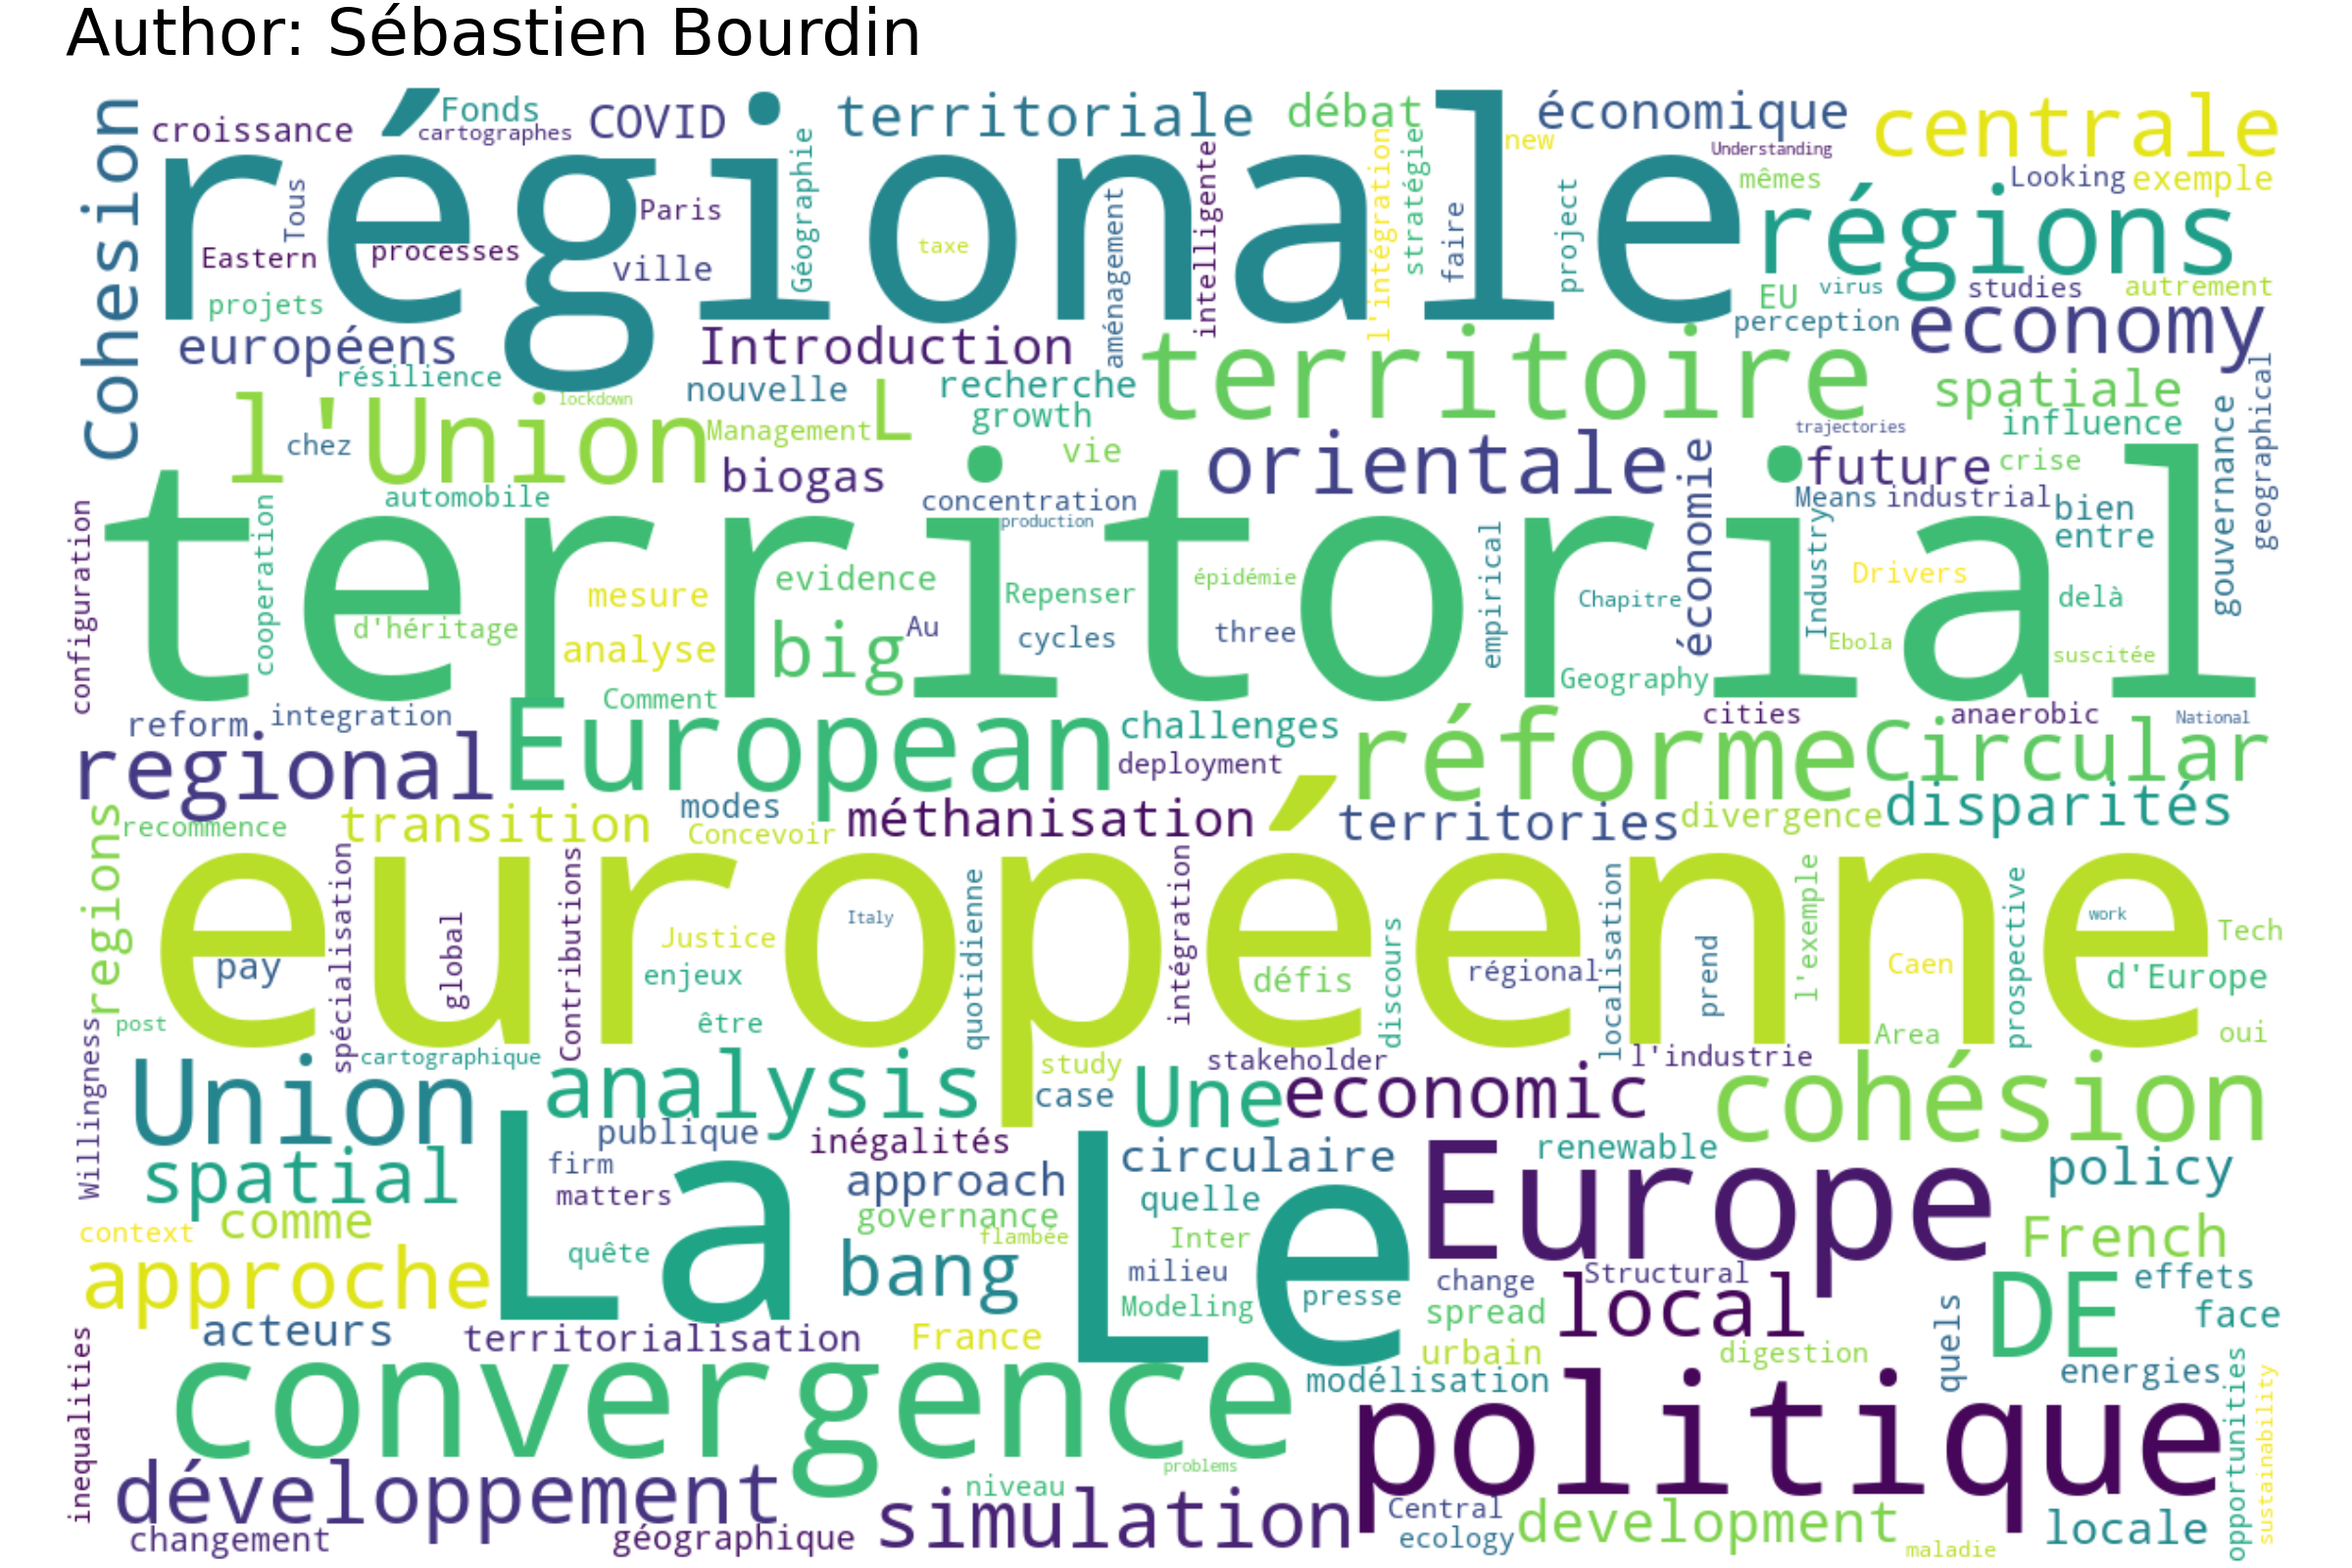 Author: Sébastien Bourdin
régionale
Cohesion
croissance
Fonds
cartographes
COVID
territoriale
débat
économique
centrale
new
Understanding
mêmes
Looking
exemple
Tous
Paris
Géographie
intelligente
l'intégration
stratégie
faire
project
régions
Eastern
processes
ville
taxe
aménagement
projets
EU
virus
studies
autrement
perception
economy
européens
Introduction
territoire
résilience
lockdown
nouvelle
L
recherche
growth
spatiale
influence
gouvernance
geographical
l'Union
chez
Management
vie
orientale
trajectories
économie
future
crise
biogas
territorial
automobile
concentration
production
Means
industrial
bien
entre
configuration
cooperation
mesure
evidence
Repenser
épidémie
empirical
Chapitre
Industry
Drivers
delà
d'héritage
analyse
big
Au
cycles
three
Ebola
suscitée
Geography
Comment
reform
integration
European
challenges
deployment
réforme
cities
anaerobic
National
Circular
regional
modes
transition
Concevoir
méthanisation
territories
divergence
disparités
regions
recommence
européenne
spécialisation
global
Contributions
Italy
Justice
quotidienne
intégration
discours
localisation
prend
l'exemple
prospective
work
Tech
pay
enjeux
défis
régional
Caen
d'Europe
post
être
Area
oui
Willingness
cartographique
study
case
stakeholder
l'industrie
Union
analysis
Une
economic
cohésion
publique
inégalités
circulaire
renewable
Europe
policy
spatial
firm
matters
approach
quelle
La
Le
context
comme
governance
flambée
Inter
French
quête
approche
bang
milieu
change
Structural
DE
effets
Modeling
presse
spread
local
quels
face
acteurs
territorialisation
France
urbain
digestion
inequalities
convergence
modélisation
energies
opportunities
sustainability
politique
développement
problems
niveau
simulation
Central
ecology
development
locale
changement
géographique
maladie